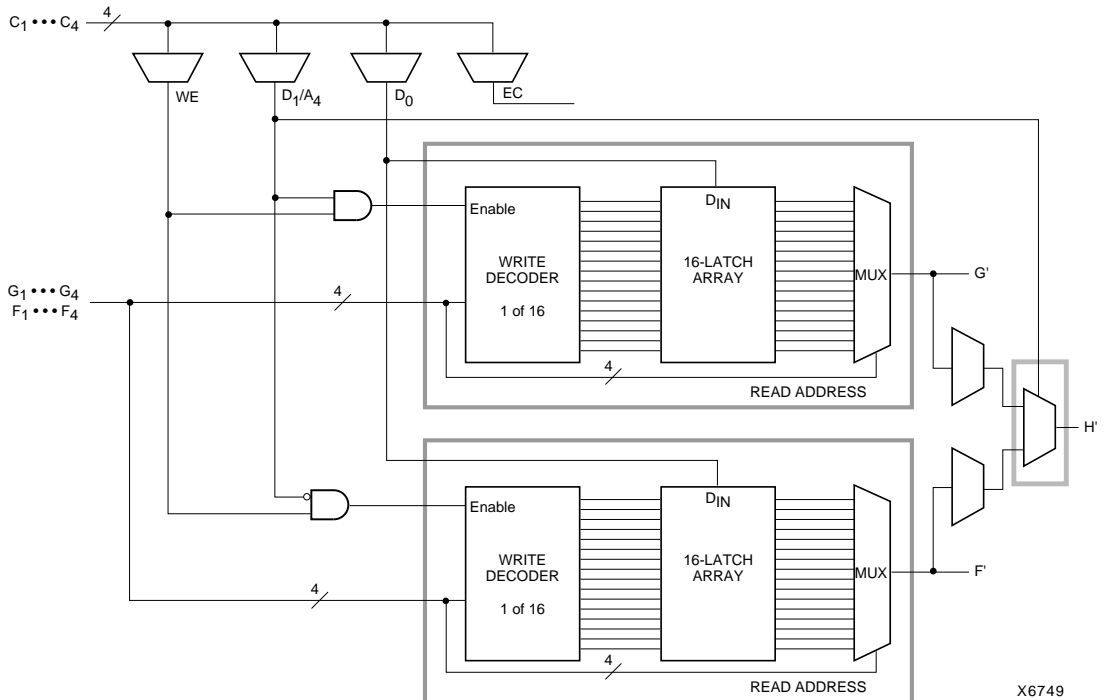 C1 ••• C4
4
WE
D1/A4
D0
EC
Enable
WRITE
DECODER
1 of 16
DIN
16-LATCH
ARRAY
MUX
G'
G1 ••• G4
F1 ••• F4
4
4
READ ADDRESS
H'
Enable
WRITE
DECODER
1 of 16
DIN
16-LATCH
ARRAY
MUX
F'
4
4
READ ADDRESS
X6749